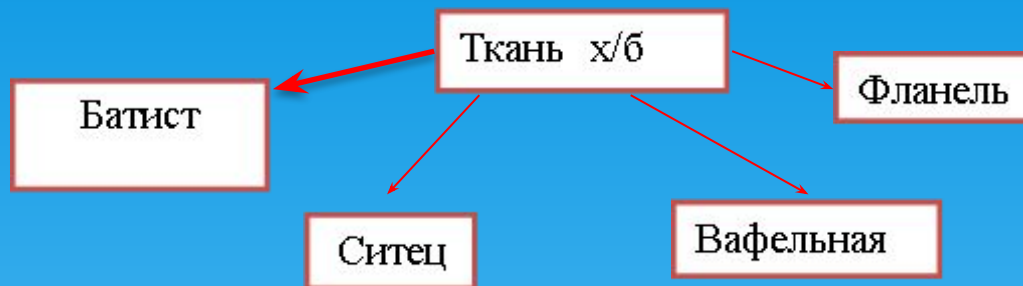 Ткань х/б
Фланель
Батист
Ситец
Вафельная